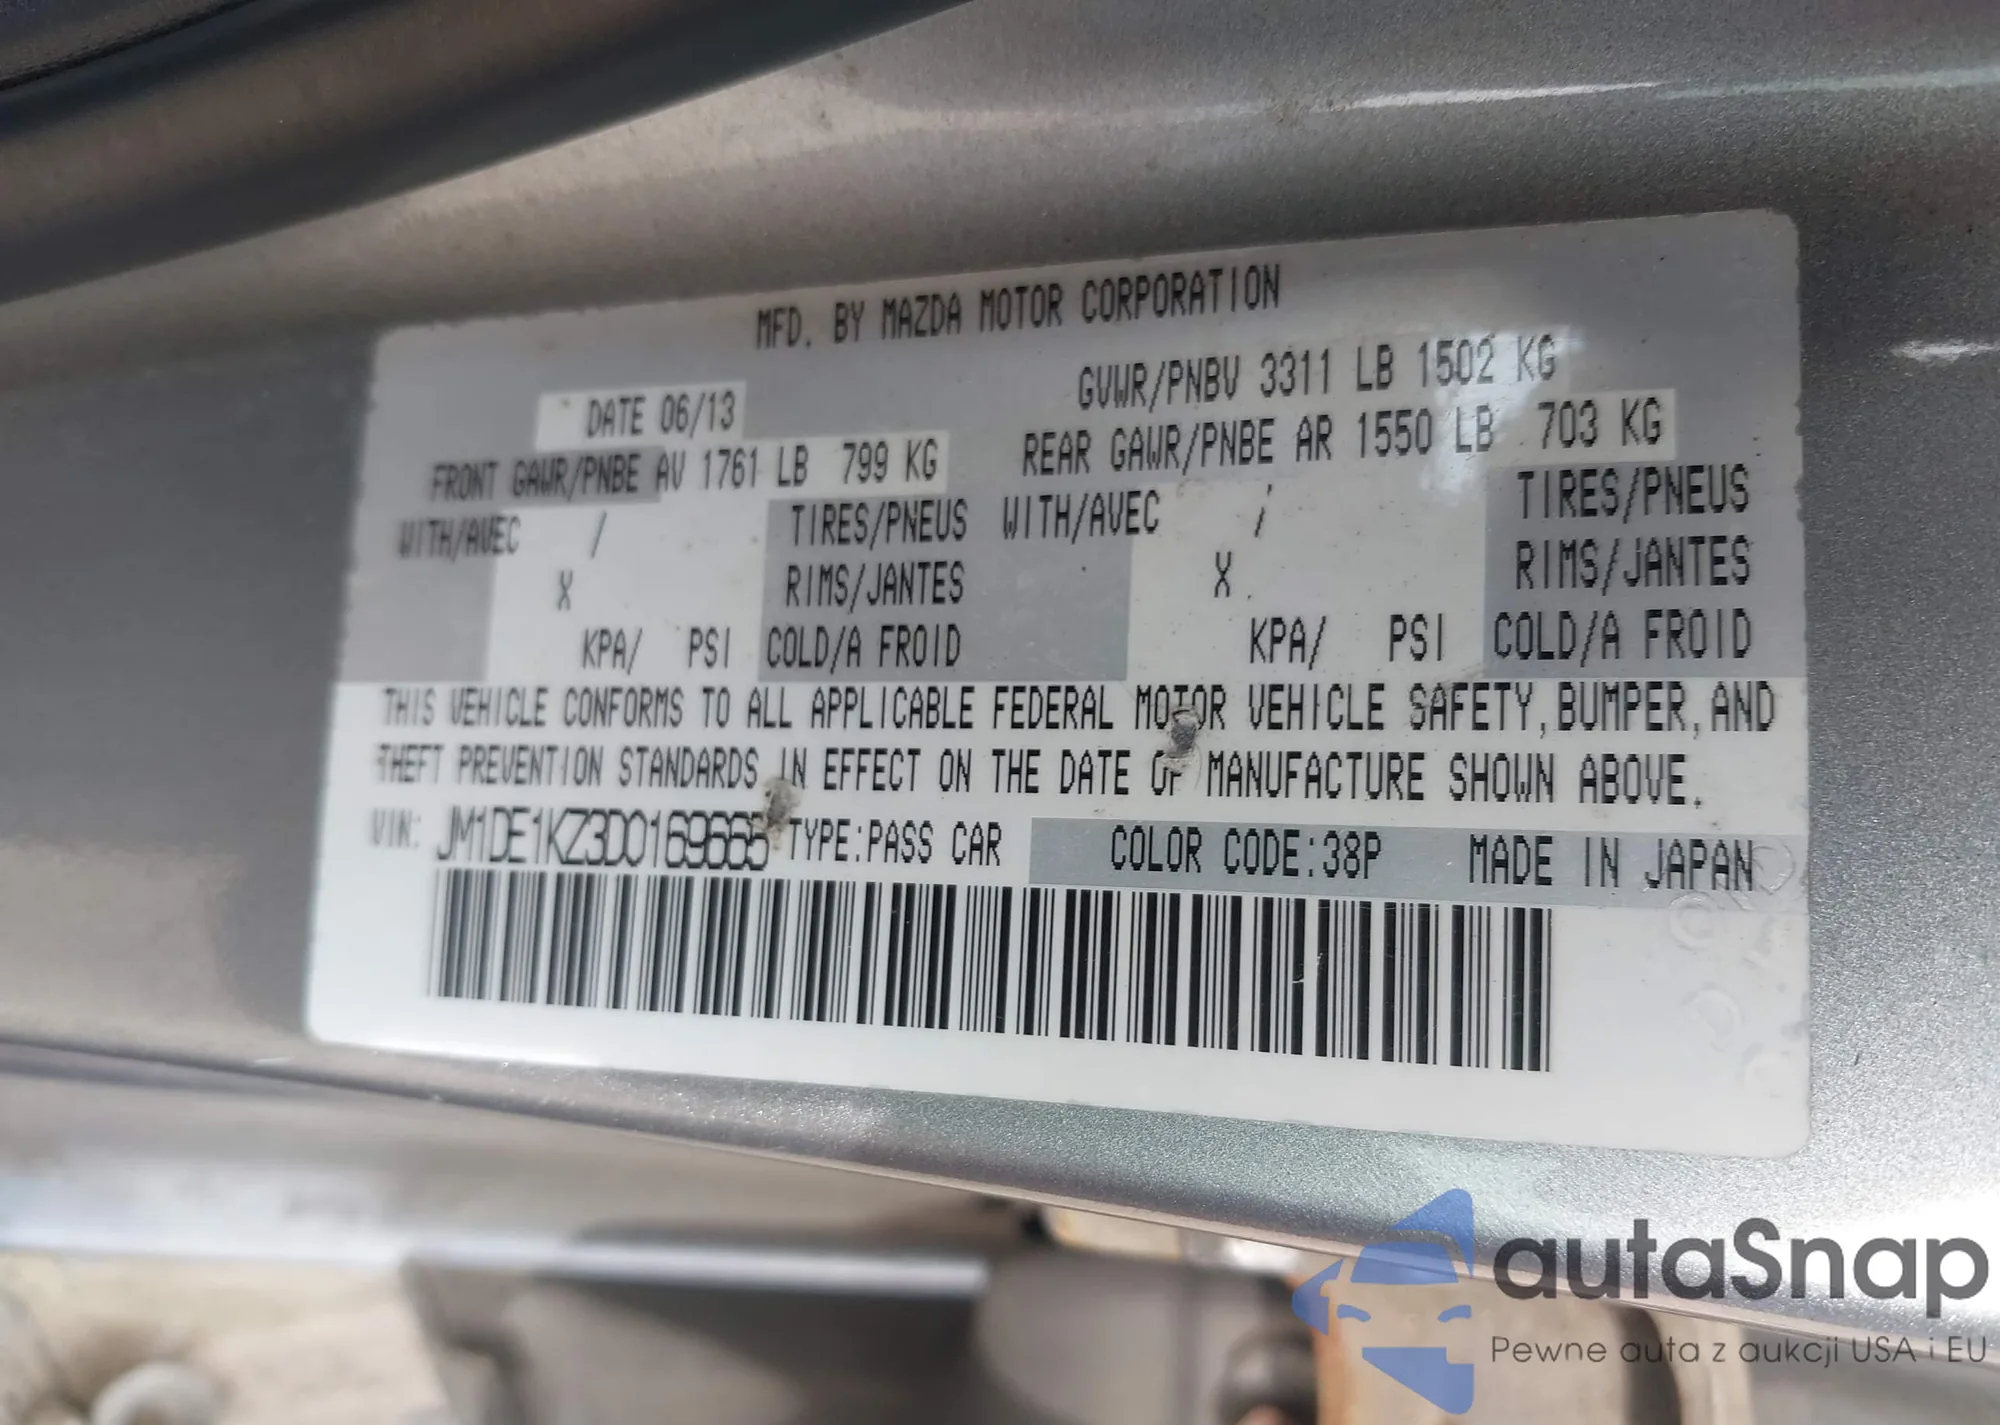 MFD. BY MAZDA MOTOR CORPORATION
DATE 06/13 GVWR/PNBV 3311 LB 1502 KG
FRONT GAWR/PNBE AV 1761 LB 799 KG REAR GAWR/PNBE AR 1550 LB 703 KG
WITH/AVEC / TIRES/PNEUS WITH/AVEC / TIRES/PNEUS
X RIMS/JANTES X RIMS/JANTES
KPA/ PSI COLD/A FROID KPA/ PSI COLD/A FROID
THIS VEHICLE CONFORMS TO ALL APPLICABLE FEDERAL MOTOR VEHICLE SAFETY, BUMPER, AND
THEFT PREVENTION STANDARDS IN EFFECT ON THE DATE OF MANUFACTURE SHOWN ABOVE.
VIN: JM1DE1KZ3D0169665 TYPE:PASS CAR COLOR CODE:38P MADE IN JAPAN
autaSnap
Pewne auta z aukcji USA i EU